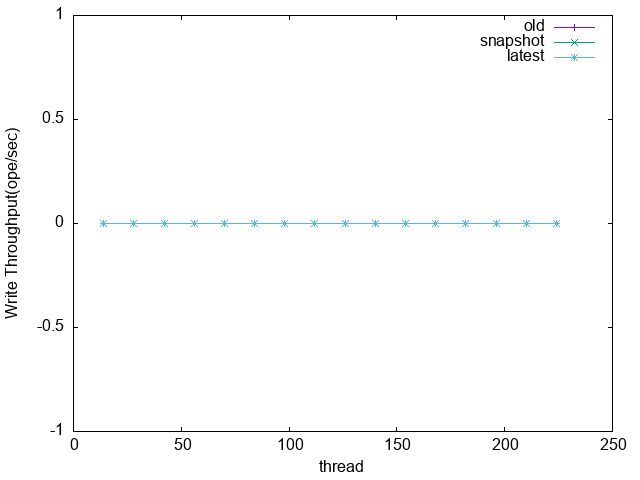 1
old
snapshot
latest
0.5
0
-0.5
-1
Write Throughput(ope/sec)
0 50 100 150 200 250
thread